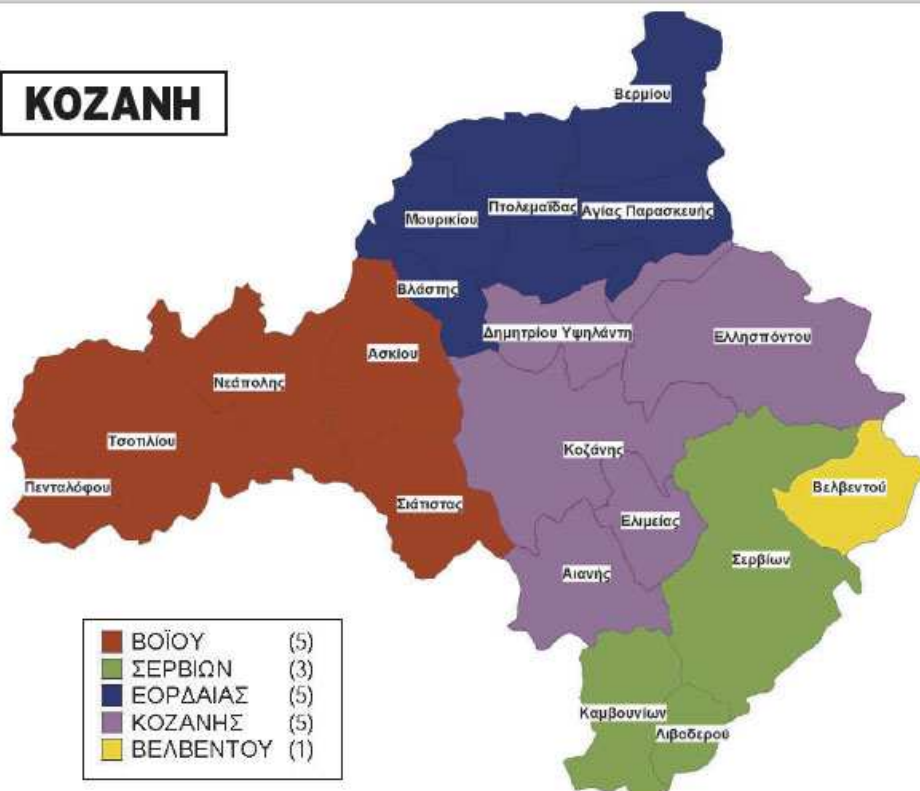 ΚΟΖΑΝΗ
Βερμίου
Πτολεμαΐδας
Αγίας Παρασκευής
Μουρικίου
Βλάστης
Δημητρίου Υψηλάντη
Ελλησπόντου
Ασκίου
Νεάπολης
Τσοτιλίου
Κοζάνης
Πενταλόφου
Βελβεντού
Σιάτιστας
Ελιμείας
Σερβίων
Αιανής
ΒΟΪΟΥ (5)
ΣΕΡΒΙΩΝ (3)
ΕΟΡΔΑΙΑΣ (5)
ΚΟΖΑΝΗΣ (5)
ΒΕΛΒΕΝΤΟΥ (1)
Καμβουνίων
Λιβαδερού